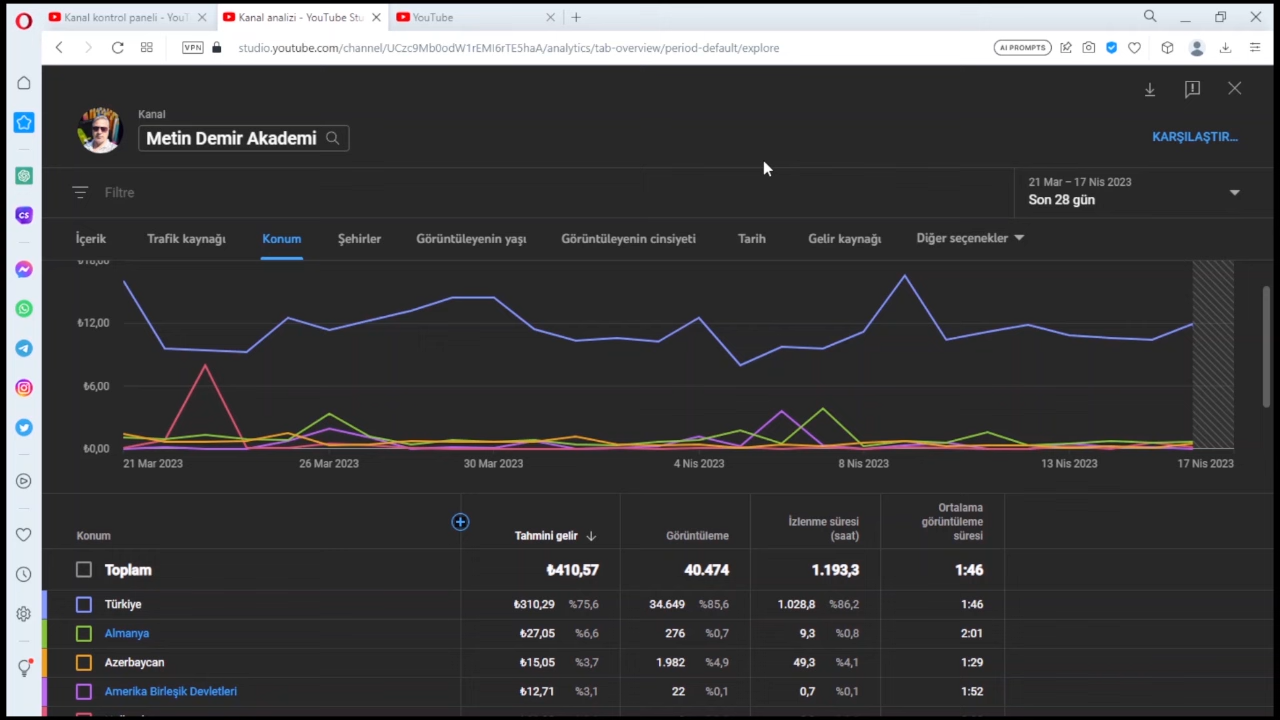 Kanal kontrol paneli - YouT
Kanal analizi - YouTube Stu
YouTube
VPN
studio.youtube.com/channel/UCzc9Mb0odW1rEMI6rTE5haA/analytics/tab-overview/period-default/explore
AI PROMPTS
Kanal
Metin Demir Akademi
KARŞILAŞTIR...
Filtre
21 Mar – 17 Nis 2023
Son 28 gün
İçerik
Trafik kaynağı
Konum
Şehirler
Görüntüleyenin yaşı
Görüntüleyenin cinsiyeti
Tarih
Gelir kaynağı
Diğer seçenekler
₺18,00
₺12,00
₺6,00
₺0,00
21 Mar 2023
26 Mar 2023
30 Mar 2023
4 Nis 2023
8 Nis 2023
13 Nis 2023
17 Nis 2023
Konum
Tahmini gelir
Görüntüleme
İzlenme süresi
(saat)
Ortalama
görüntüleme
süresi
Toplam ₺410,57 40.474 1.193,3 1:46
Türkiye ₺310,29 %75,6 34.649 %85,6 1.028,8 %86,2 1:46
Almanya ₺27,05 %6,6 276 %0,7 9,3 %0,8 2:01
Azerbaycan ₺15,05 %3,7 1.982 %4,9 49,3 %4,1 1:29
Amerika Birleşik Devletleri ₺12,71 %3,1 22 %0,1 0,7 %0,1 1:52